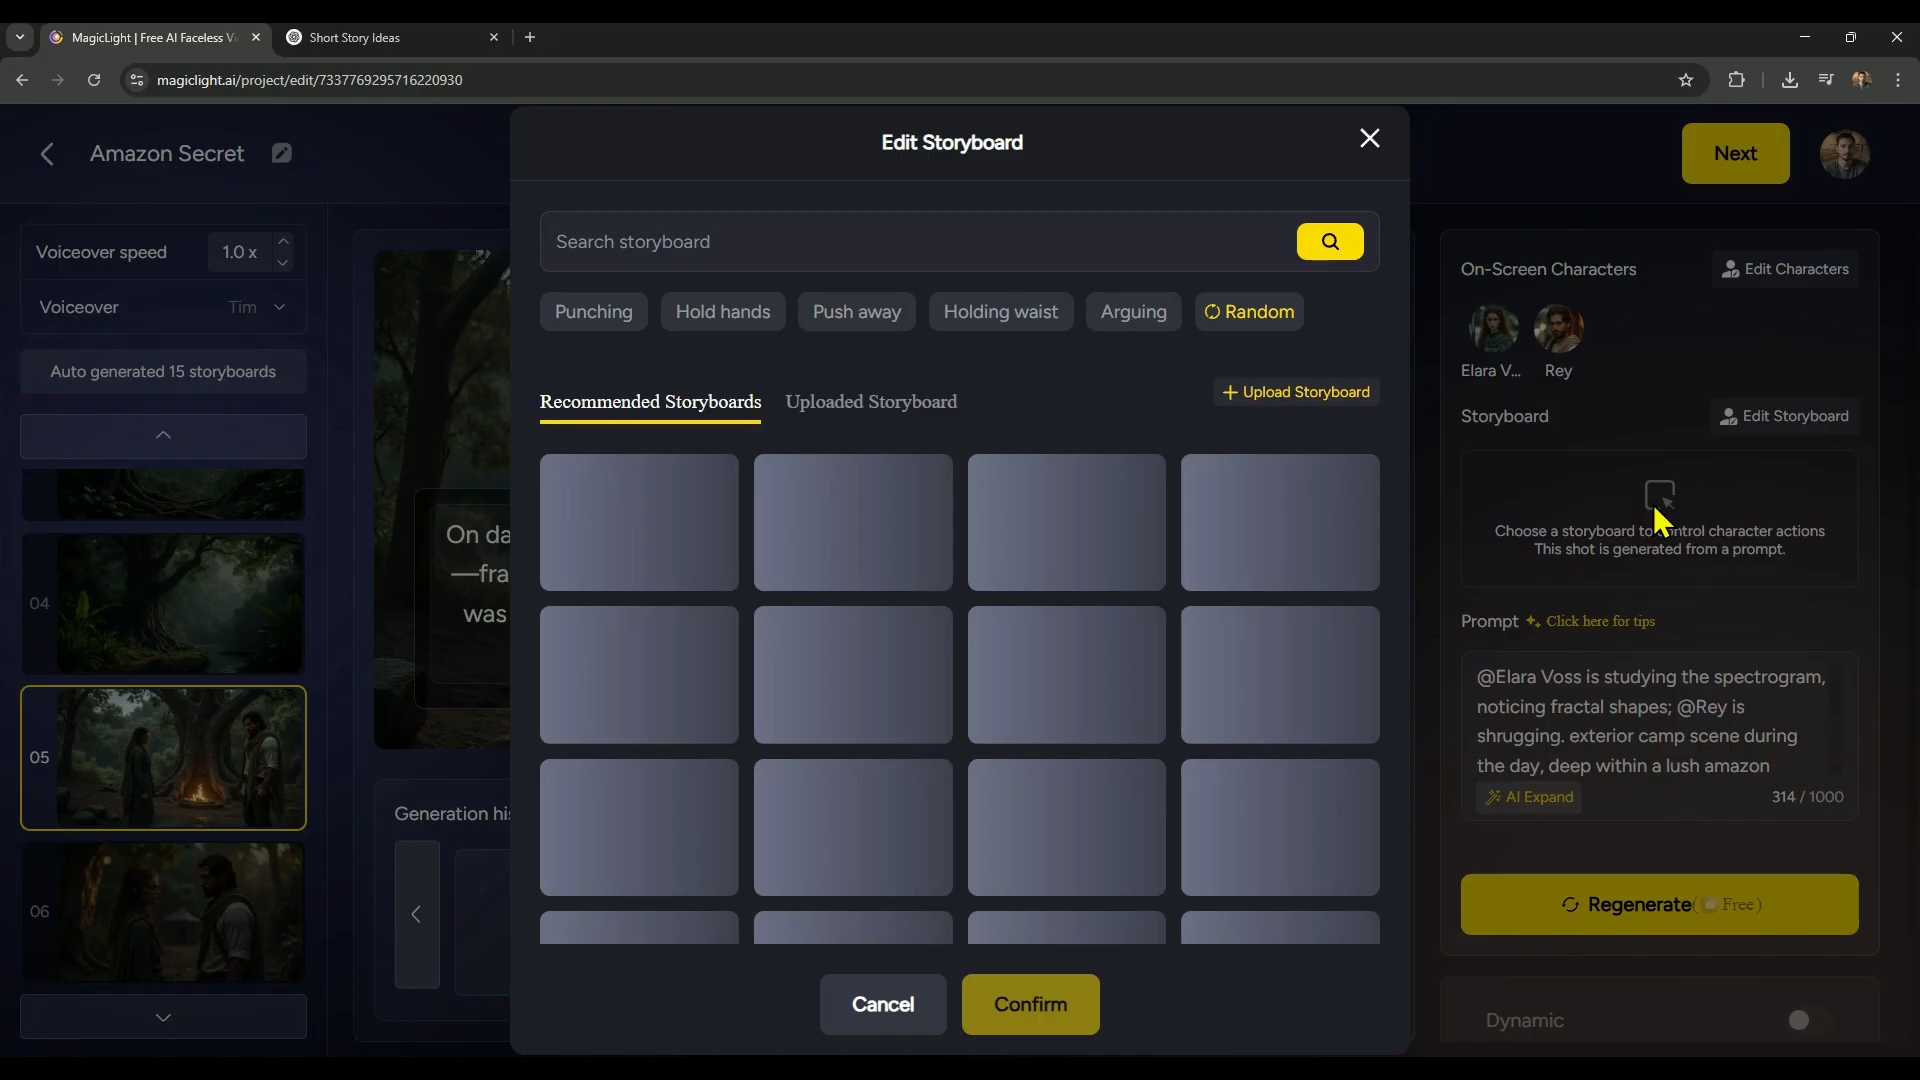 MagicLight | Free AI Faceless Vi
Short Story Ideas
magiclight.ai/project/edit/7337769295716220930
Amazon Secret
Edit Storyboard
Next
Voiceover speed
1.0 x
Voiceover
Tim
Auto generated 15 storyboards
04
05
06
On da
—fra
was
Generation his
Search storyboard
Punching
Hold hands
Push away
Holding waist
Arguing
Random
Recommended Storyboards
Uploaded Storyboard
+ Upload Storyboard
Cancel
Confirm
On-Screen Characters
Edit Characters
Elara V...
Rey
Storyboard
Edit Storyboard
Choose a storyboard to control character actions
This shot is generated from a prompt.
Prompt
Click here for tips
@Elara Voss is studying the spectrogram,
noticing fractal shapes; @Rey is
shrugging. exterior camp scene during
the day, deep within a lush amazon
AI Expand
314 / 1000
Regenerate( Free )
Dynamic